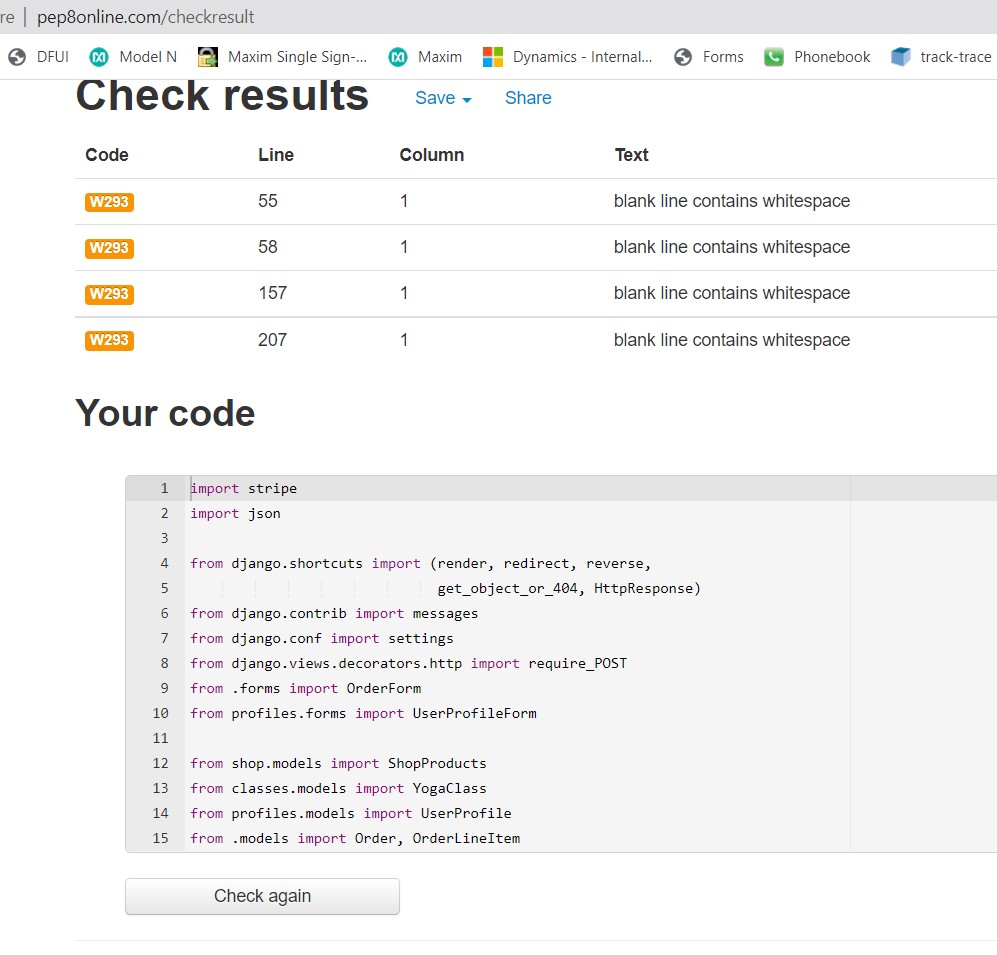 re | pep8online.com/checkresult
DFUI Model N Maxim Single Sign-... Maxim Dynamics - Internal... Forms Phonebook track-trace
Check results Save Share
Code Line Column Text
W293 55 1 blank line contains whitespace
W293 58 1 blank line contains whitespace
W293 157 1 blank line contains whitespace
W293 207 1 blank line contains whitespace
Your code
1 import stripe
2 import json
3
4 from django.shortcuts import (render, redirect, reverse,
5 get_object_or_404, HttpResponse)
6 from django.contrib import messages
7 from django.conf import settings
8 from django.views.decorators.http import require_POST
9 from .forms import OrderForm
10 from profiles.forms import UserProfileForm
11
12 from shop.models import ShopProducts
13 from classes.models import YogaClass
14 from profiles.models import UserProfile
15 from .models import Order, OrderLineItem
Check again